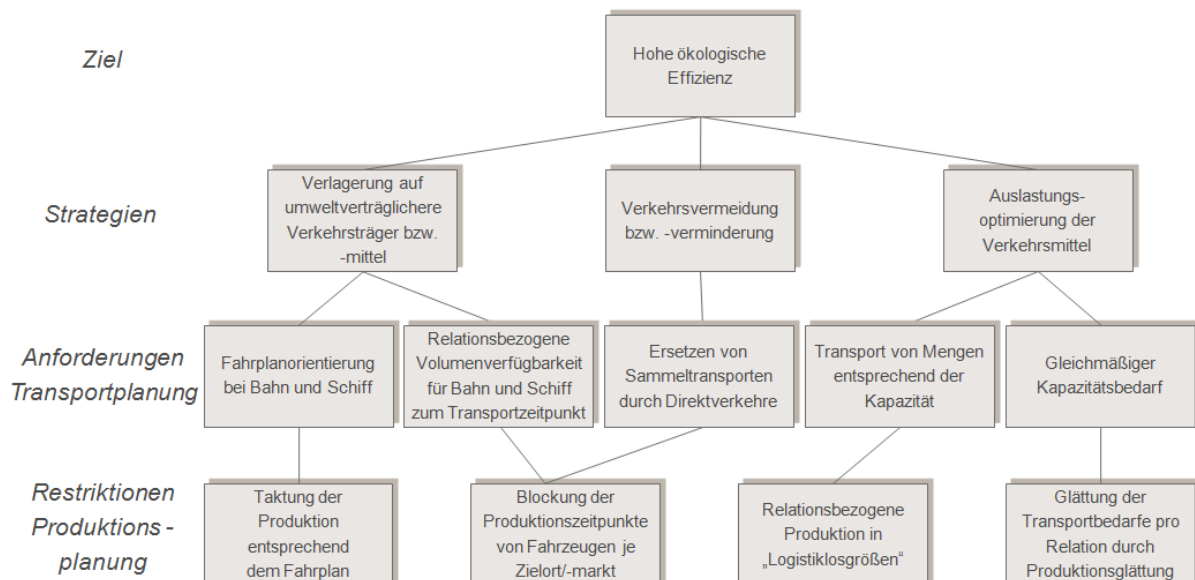 Ziel
Hohe ökologische
Effizienz
Strategien
Verlagerung auf
umweltverträglichere
Verkehrsträger bzw.
-mittel
Verkehrsvermeidung
bzw. -verminderung
Auslastungs-
optimierung der
Verkehrsmittel
Anforderungen
Transportplanung
Fahrplanorientierung
bei Bahn und Schiff
Relationsbezogene
Volumenverfügbarkeit
für Bahn und Schiff
zum Transportzeitpunkt
Ersetzen von
Sammeltransporten
durch Direktverkehre
Transport von Mengen
entsprechend der
Kapazität
Gleichmäßiger
Kapazitätsbedarf
Restriktionen
Produktions -
planung
Taktung der
Produktion
entsprechend
dem Fahrplan
Blockung der
Produktionszeitpunkte
von Fahrzeugen je
Zielort/-markt
Relationsbezogene
Produktion in
„Logistiklosgrößen“
Glättung der
Transportbedarfe pro
Relation durch
Produktionsglättung